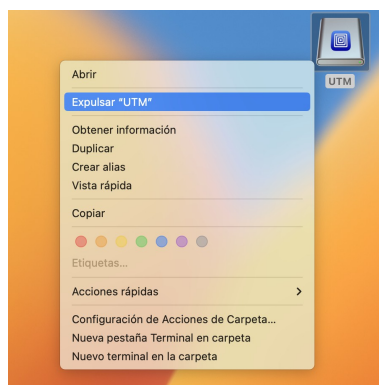 UTM
Abrir
Expulsar “UTM”
Obtener información
Duplicar
Crear alias
Vista rápida
Copiar
Etiquetas...
Acciones rápidas
Configuración de Acciones de Carpeta...
Nueva pestaña Terminal en carpeta
Nuevo terminal en la carpeta